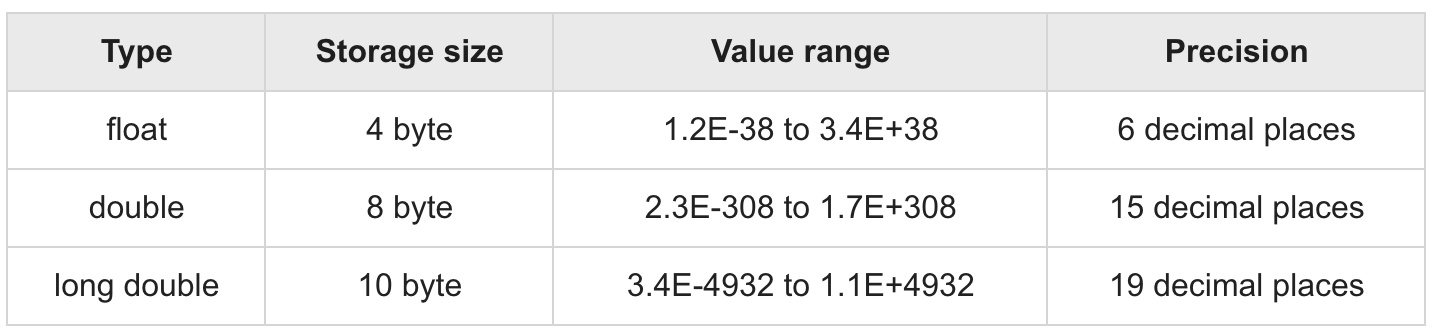 Type Storage size Value range Precision
float 4 byte 1.2E-38 to 3.4E+38 6 decimal places
double 8 byte 2.3E-308 to 1.7E+308 15 decimal places
long double 10 byte 3.4E-4932 to 1.1E+4932 19 decimal places